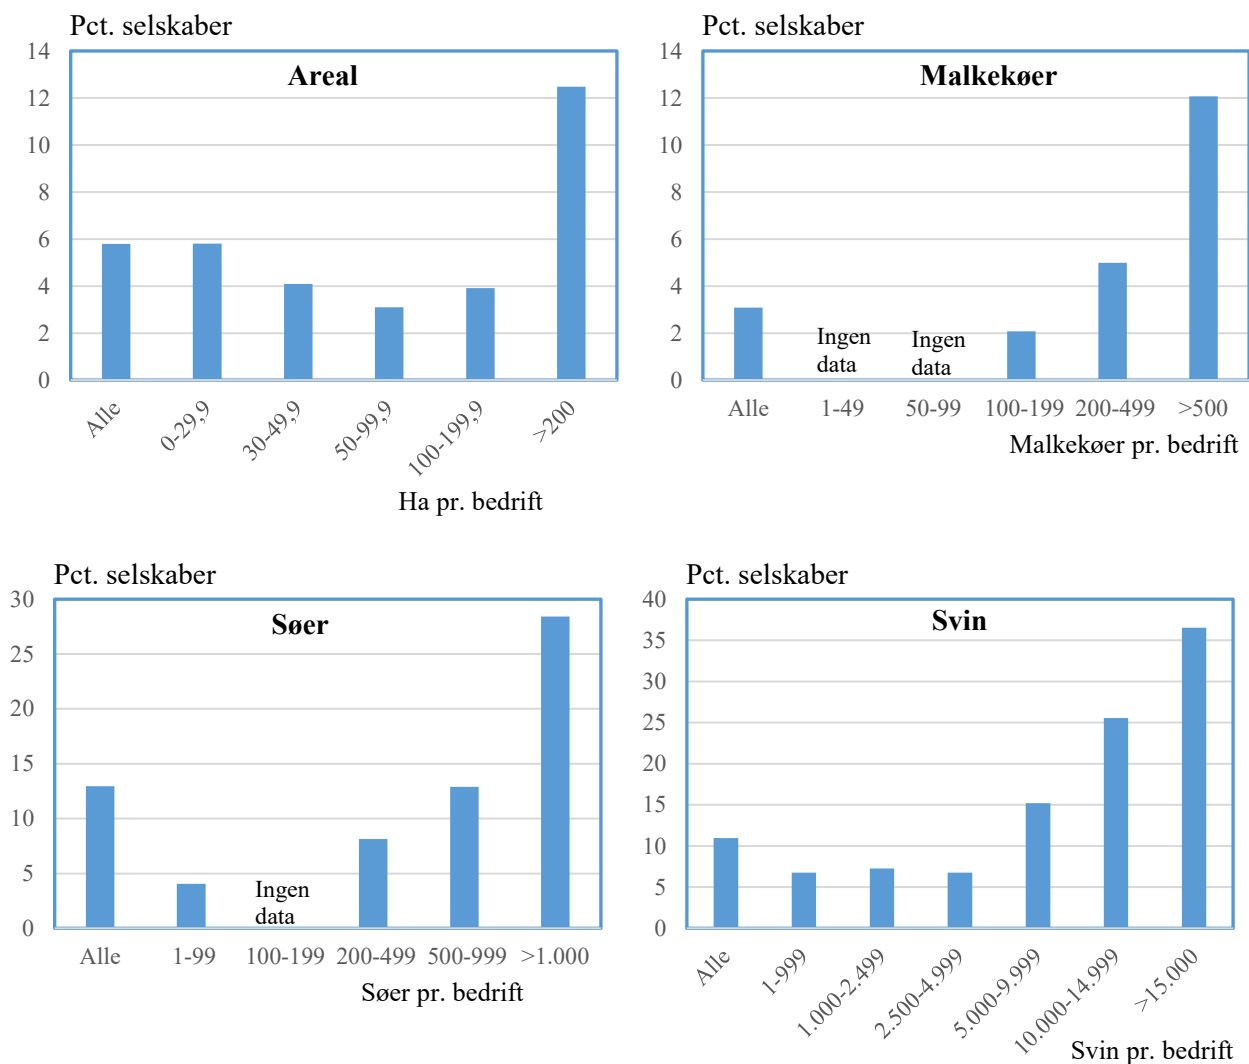 Pct. selskaber
14
12
10
8
6
4
2
0
Areal
Alle
0-29,9
30-49,9
50-99,9
100-199,9
>200
Ha pr. bedrift
Pct. selskaber
14
12
10
8
6
4
2
0
Malkekøer
Ingen
data
Ingen
data
Alle 1-49 50-99 100-199 200-499 >500
Malkekøer pr. bedrift
Pct. selskaber
30
25
20
15
10
5
0
Søer
Ingen
data
Alle 1-99 100-199 200-499 500-999 >1.000
Søer pr. bedrift
Pct. selskaber
40
35
30
25
20
15
10
5
0
Svin
Alle
1-999
1.000-2.499
2.500-4.999
5.000-9.999
10.000-14.999
>15.000
Svin pr. bedrift